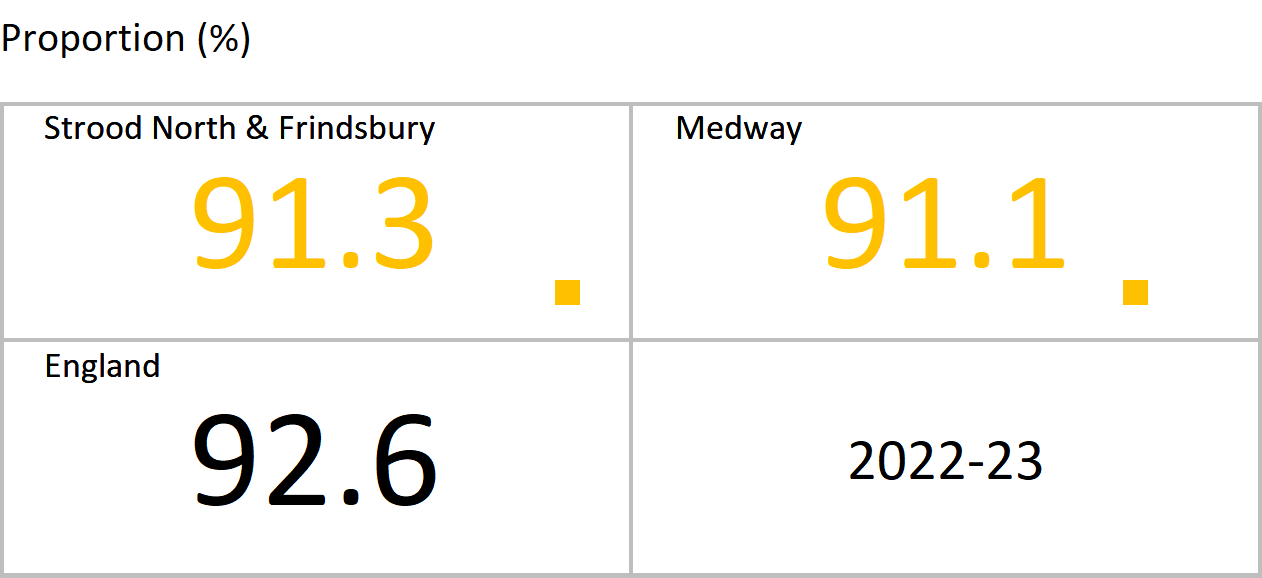 Proportion (%)
Strood North & Frindsbury
91.3
Medway
91.1
England
92.6
2022-23